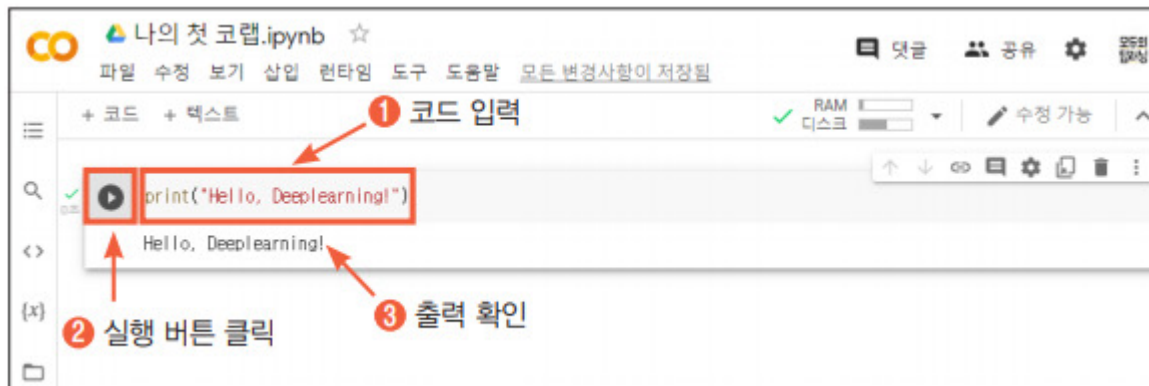 나의 첫 코랩.ipynb
댓글 공유
파일 수정 보기 삽입 런타임 도구 도움말 모든 변경사항이 저장됨
+ 코드 + 텍스트
1 코드 입력
RAM
디스크
수정 가능
print("Hello, Deeplearning!")
Hello, Deeplearning!
{x}
2 실행 버튼 클릭
3 출력 확인